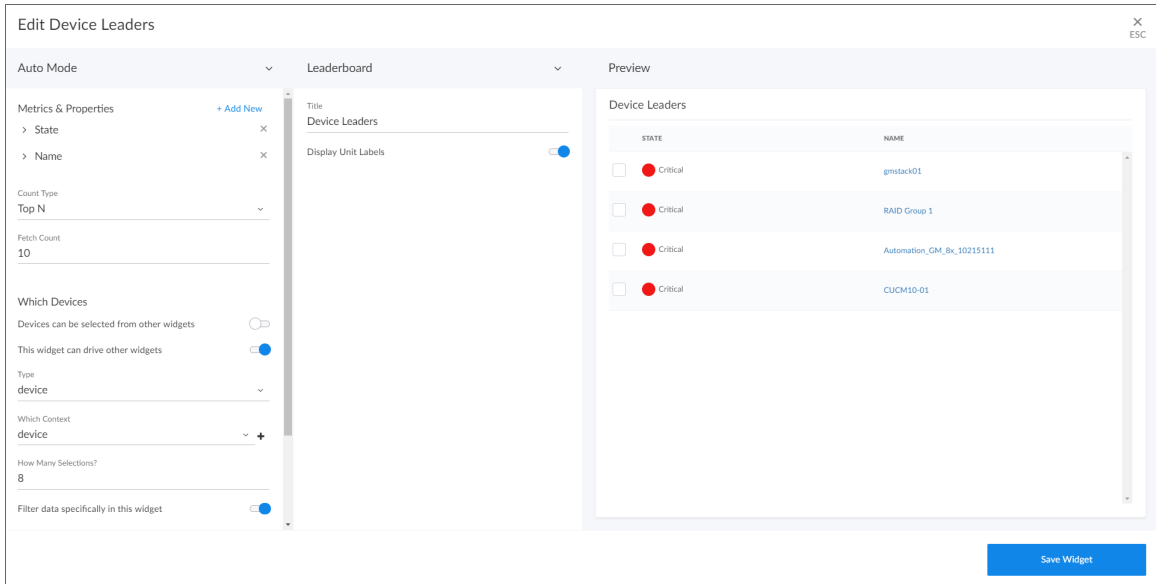 Edit Device Leaders
ESC
Auto Mode
Leaderboard
Preview
Metrics & Properties
+ Add New
State
Name
Count Type
Top N
Fetch Count
10
Which Devices
Devices can be selected from other widgets
This widget can drive other widgets
Type
device
Which Context
device
How Many Selections?
8
Filter data specifically in this widget
Title
Device Leaders
Display Unit Labels
Device Leaders
STATE NAME
Critical gmstack01
Critical RAID Group 1
Critical Automation_GM_8x_10215111
Critical CUCM10-01
Save Widget